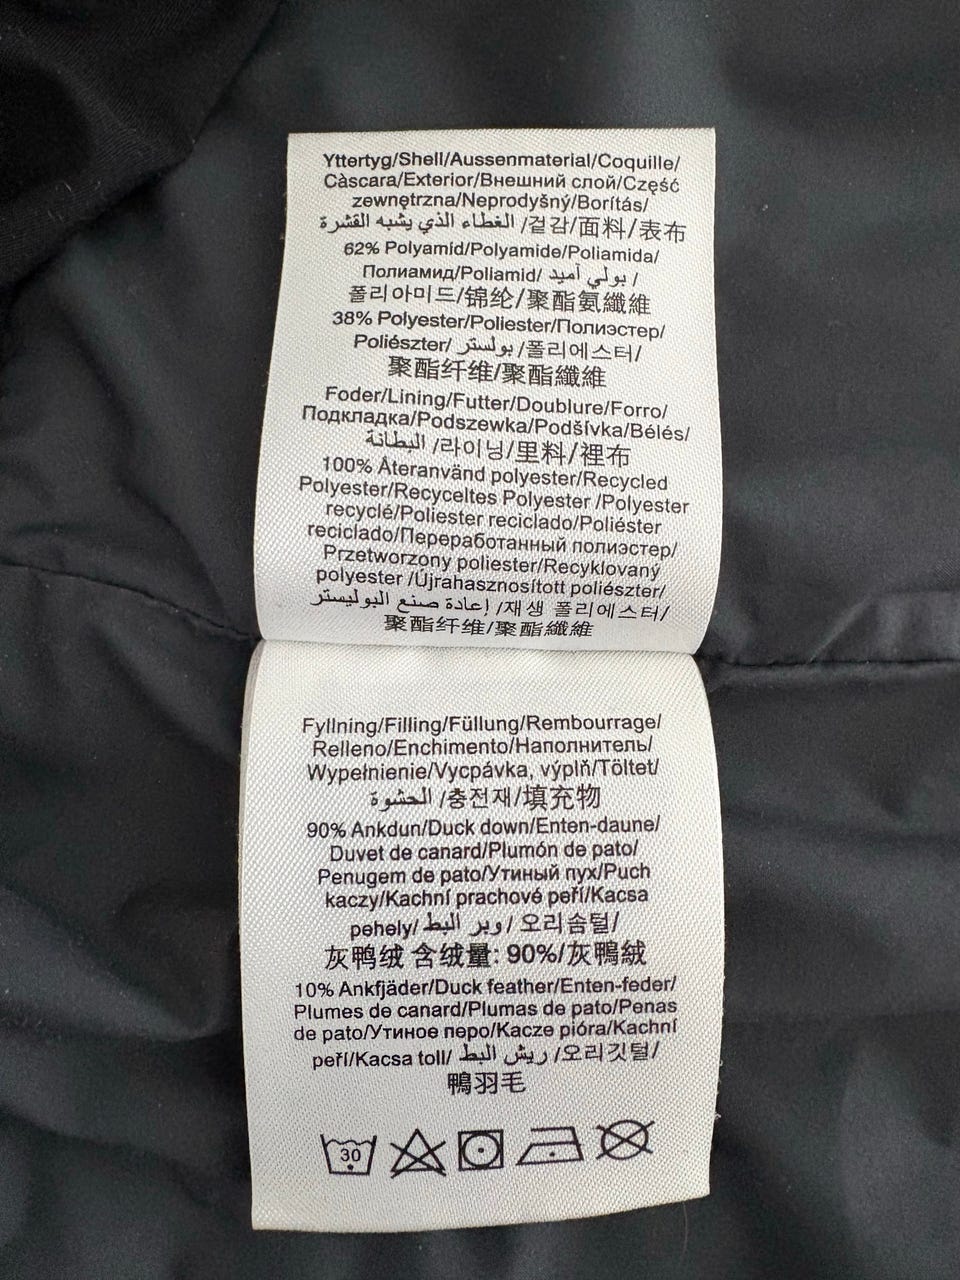 Yttertyg/Shell/Aussenmaterial/Coquille/
Càscara/Exterior/Внешний слой/Część
zewnętrzna/Neprodyšný/Borítás/
الغطاء الذي يشبه القشرة /겉감/面料/表布
62% Polyamid/Polyamide/Poliamida/
Полиамид/Poliamid/ بولي أميد /
폴리아미드/锦纶/聚酯氨纖維
38% Polyester/Poliester/Полиэстер/
Poliészter/ بولستر /폴리에스터/
聚酯纤维/聚酯纖維
Foder/Lining/Futter/Doublure/Forro/
Подкладка/Podszewka/Podšívka/Bélés/
البطانة /라이닝/里料/裡布
100% Återanvänd polyester/Recycled
Polyester/Recyceltes Polyester /Polyester
recyclé/Poliester reciclado/Poliéster
reciclado/Переработанный полиэстер/
Przetworzony poliester/Recyklovaný
polyester /Újrahasznosított poliészter/
إعادة صنع البوليستر /재생 폴리에스터/
聚酯纤维/聚酯纖維
Fyllning/Filling/Füllung/Rembourrage/
Relleno/Enchimento/Наполнитель/
Wypełnienie/Vycpávka, výplň/Töltet/
الحشوة /충전재/填充物
90% Ankdun/Duck down/Enten-daune/
Duvet de canard/Plumón de pato/
Penugem de pato/Утиный пух/Puch
kaczy/Kachní prachové peří/Kacsa
pehely/ وبر البط / 오리솜털/
灰鸭绒 含绒量: 90%/灰鴨絨
10% Ankfjäder/Duck feather/Enten-feder/
Plumes de canard/Plumas de pato/Penas
de pato/Утиное перо/Kacze pióra/Kachní
peří/Kacsa toll/ ريش البط /오리깃털/
鴨羽毛
30